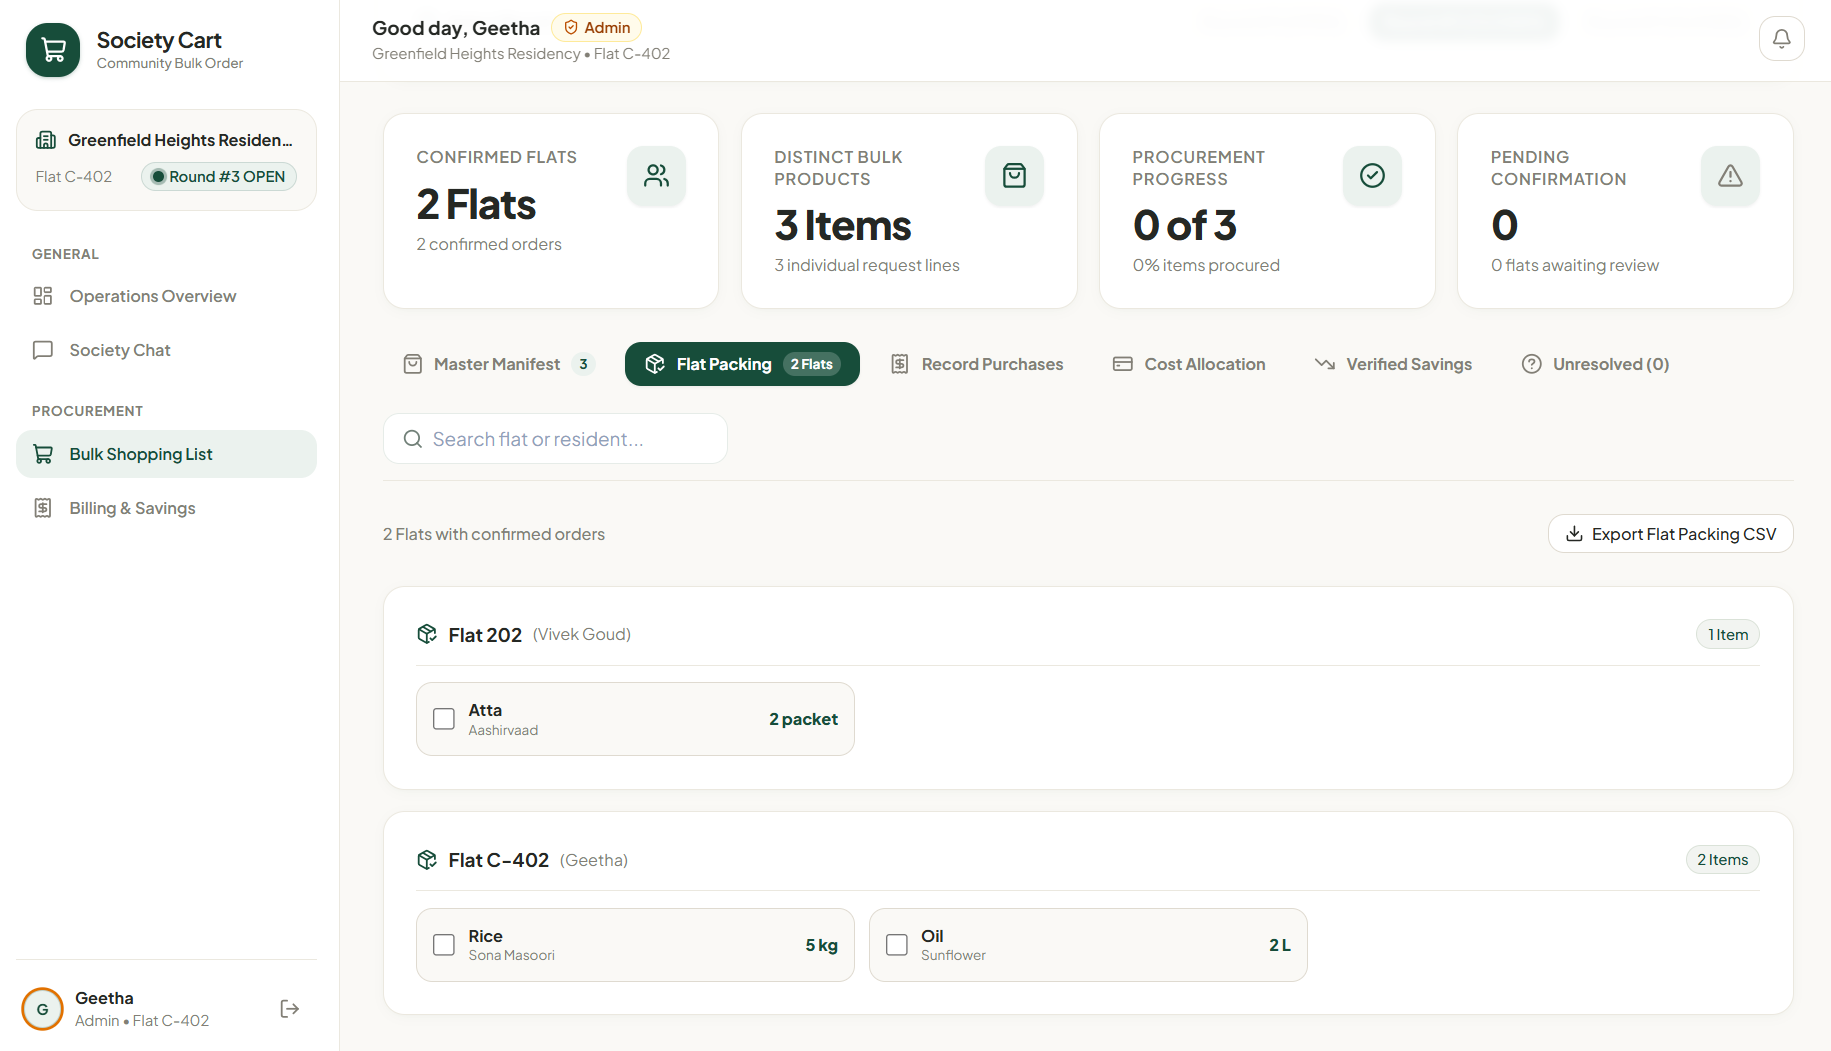 Society Cart
Community Bulk Order
Greenfield Heights Residen...
Flat C-402
Round #3 OPEN
GENERAL
Operations Overview
Society Chat
PROCUREMENT
Bulk Shopping List
Billing & Savings
G
Geetha
Admin • Flat C-402
Good day, Geetha
Admin
Greenfield Heights Residency • Flat C-402
CONFIRMED FLATS
2 Flats
2 confirmed orders
DISTINCT BULK
PRODUCTS
3 Items
3 individual request lines
PROCUREMENT
PROGRESS
0 of 3
0% items procured
PENDING
CONFIRMATION
0
0 flats awaiting review
Master Manifest 3
Flat Packing 2 Flats
Record Purchases
Cost Allocation
Verified Savings
Unresolved (0)
Search flat or resident...
2 Flats with confirmed orders
Export Flat Packing CSV
Flat 202 (Vivek Goud)
1 Item
Atta
Aashirvaad
2 packet
Flat C-402 (Geetha)
2 Items
Rice
Sona Masoori
5 kg
Oil
Sunflower
2 L